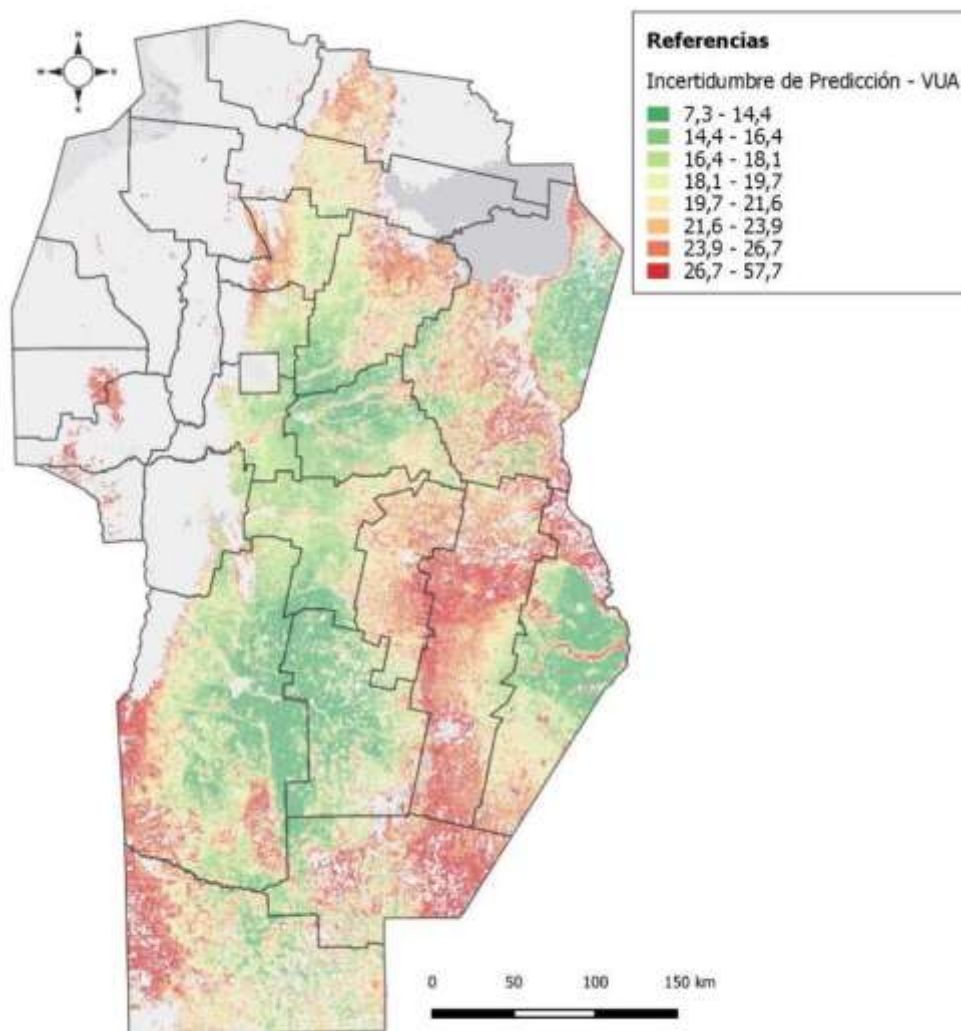 Referencias
Incertidumbre de Predicción - VUA
7,3 - 14,4
14,4 - 16,4
16,4 - 18,1
18,1 - 19,7
19,7 - 21,6
21,6 - 23,9
23,9 - 26,7
26,7 - 57,7
0 50 100 150 km